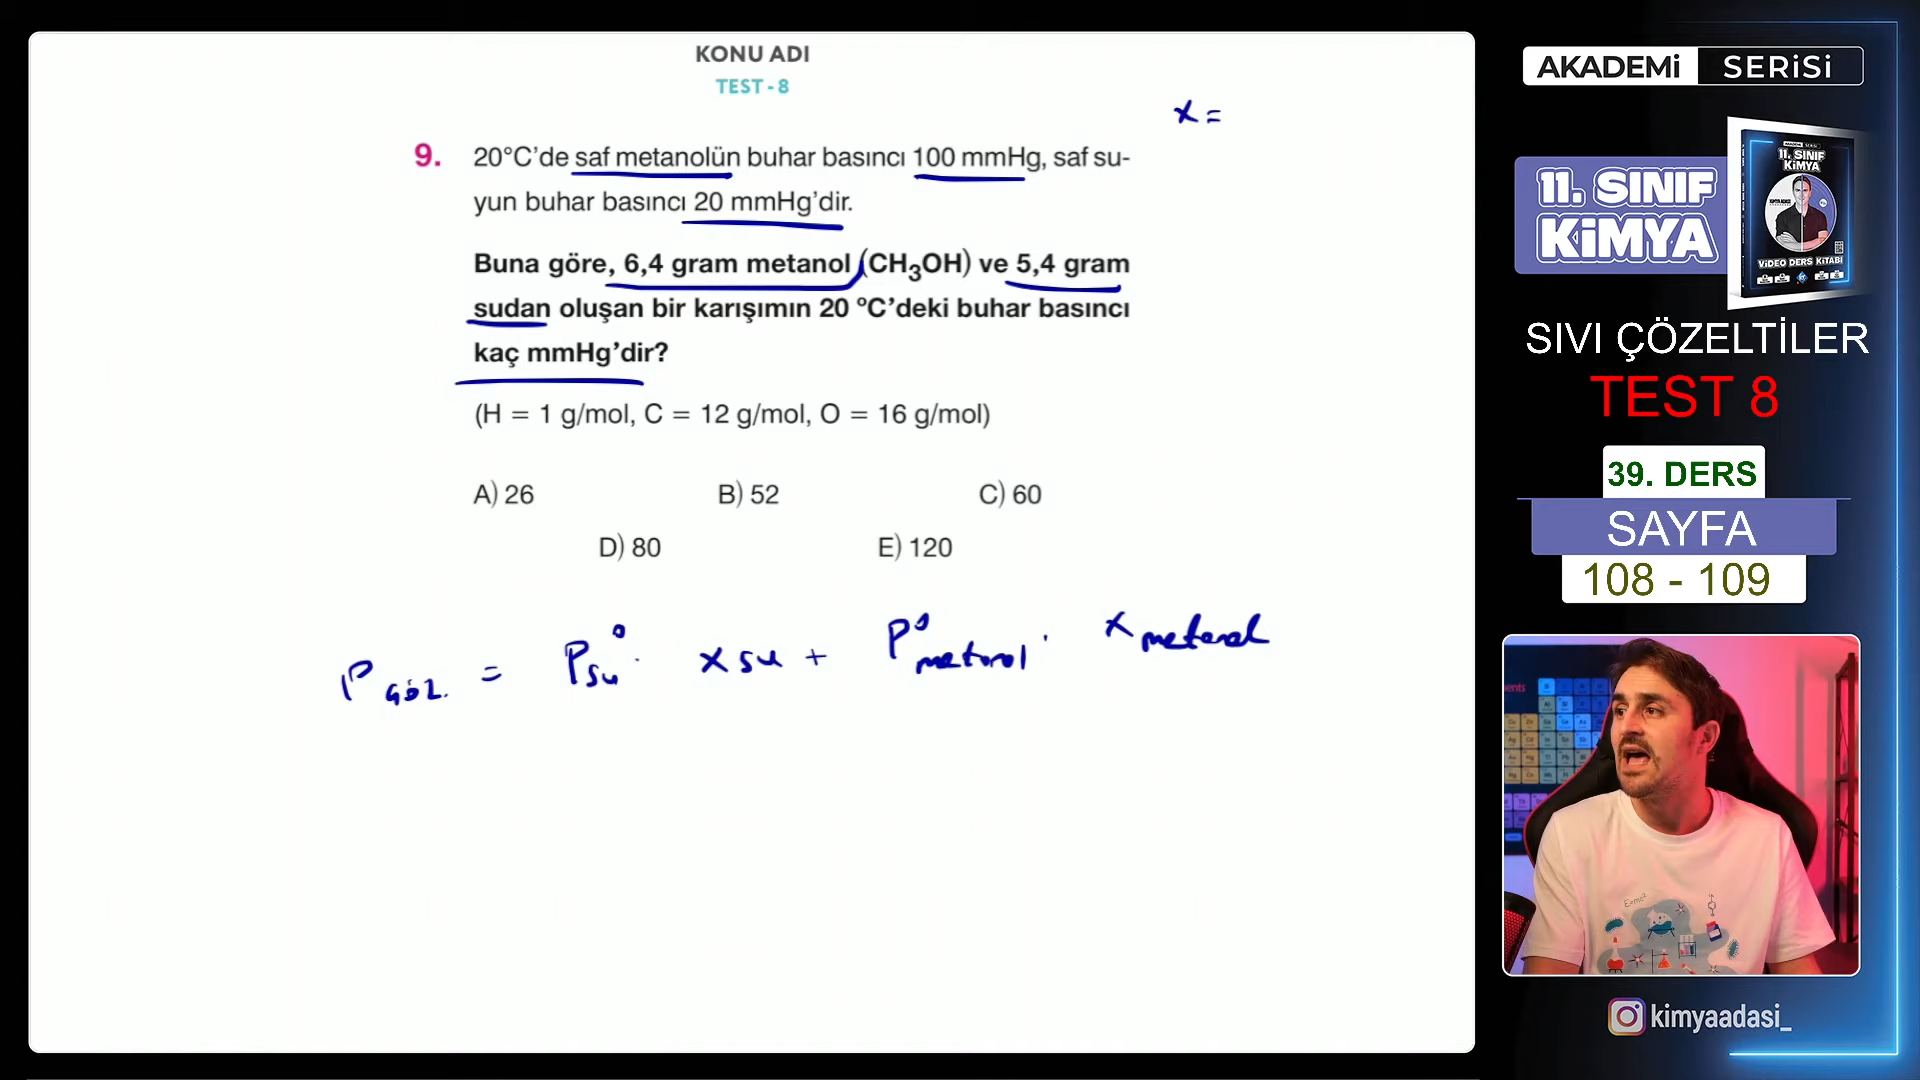 KONU ADI
TEST - 8
x =
9. 20°C'de saf metanolün buhar basıncı 100 mmHg, saf su-
yun buhar basıncı 20 mmHg'dir.
Buna göre, 6,4 gram metanol (CH₃OH) ve 5,4 gram
sudan oluşan bir karışımın 20 °C'deki buhar basıncı
kaç mmHg'dir?
(H = 1 g/mol, C = 12 g/mol, O = 16 g/mol)
A) 26 B) 52 C) 60
D) 80 E) 120
P çöz. = P°su . x su + P°metanol . x metanol
AKADEMİ SERİSİ
11. SINIF
KİMYA
11. SINIF
KİMYA
VİDEO DERS KİTABI
SIVI ÇÖZELTİLER
TEST 8
39. DERS
SAYFA
108 - 109
E=mc²
kimyaadasi_